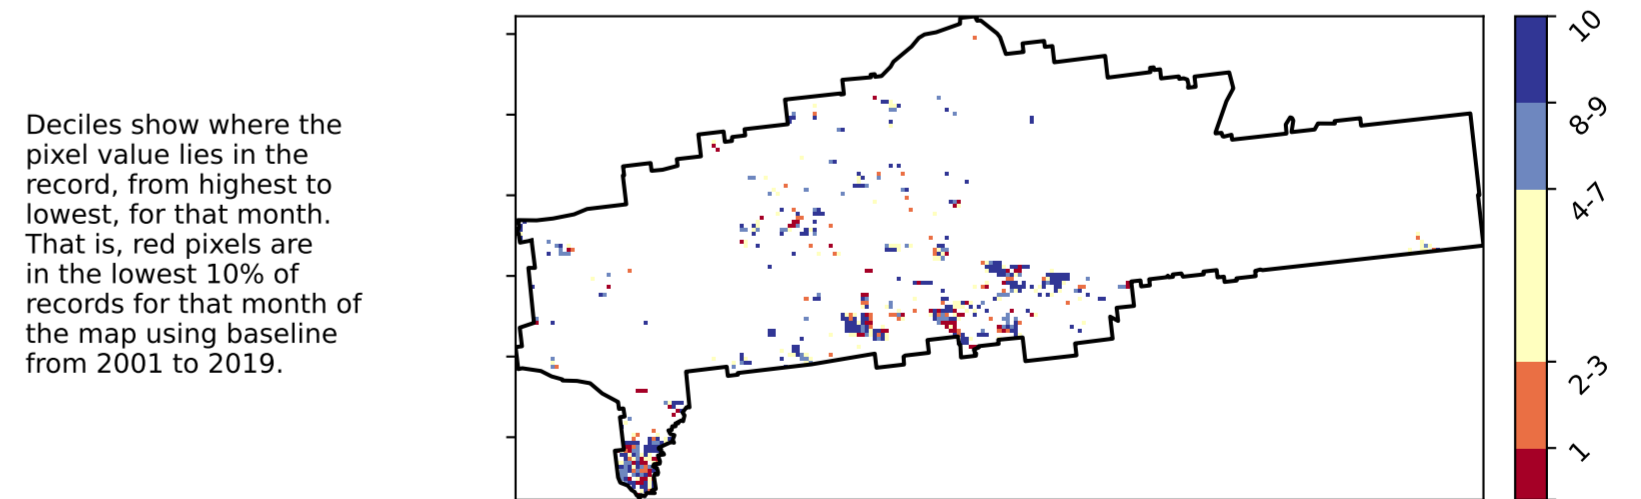 Deciles show where the
pixel value lies in the
record, from highest to
lowest, for that month.
That is, red pixels are
in the lowest 10% of
records for that month of
the map using baseline
from 2001 to 2019.
10
8-9
4-7
2-3
1